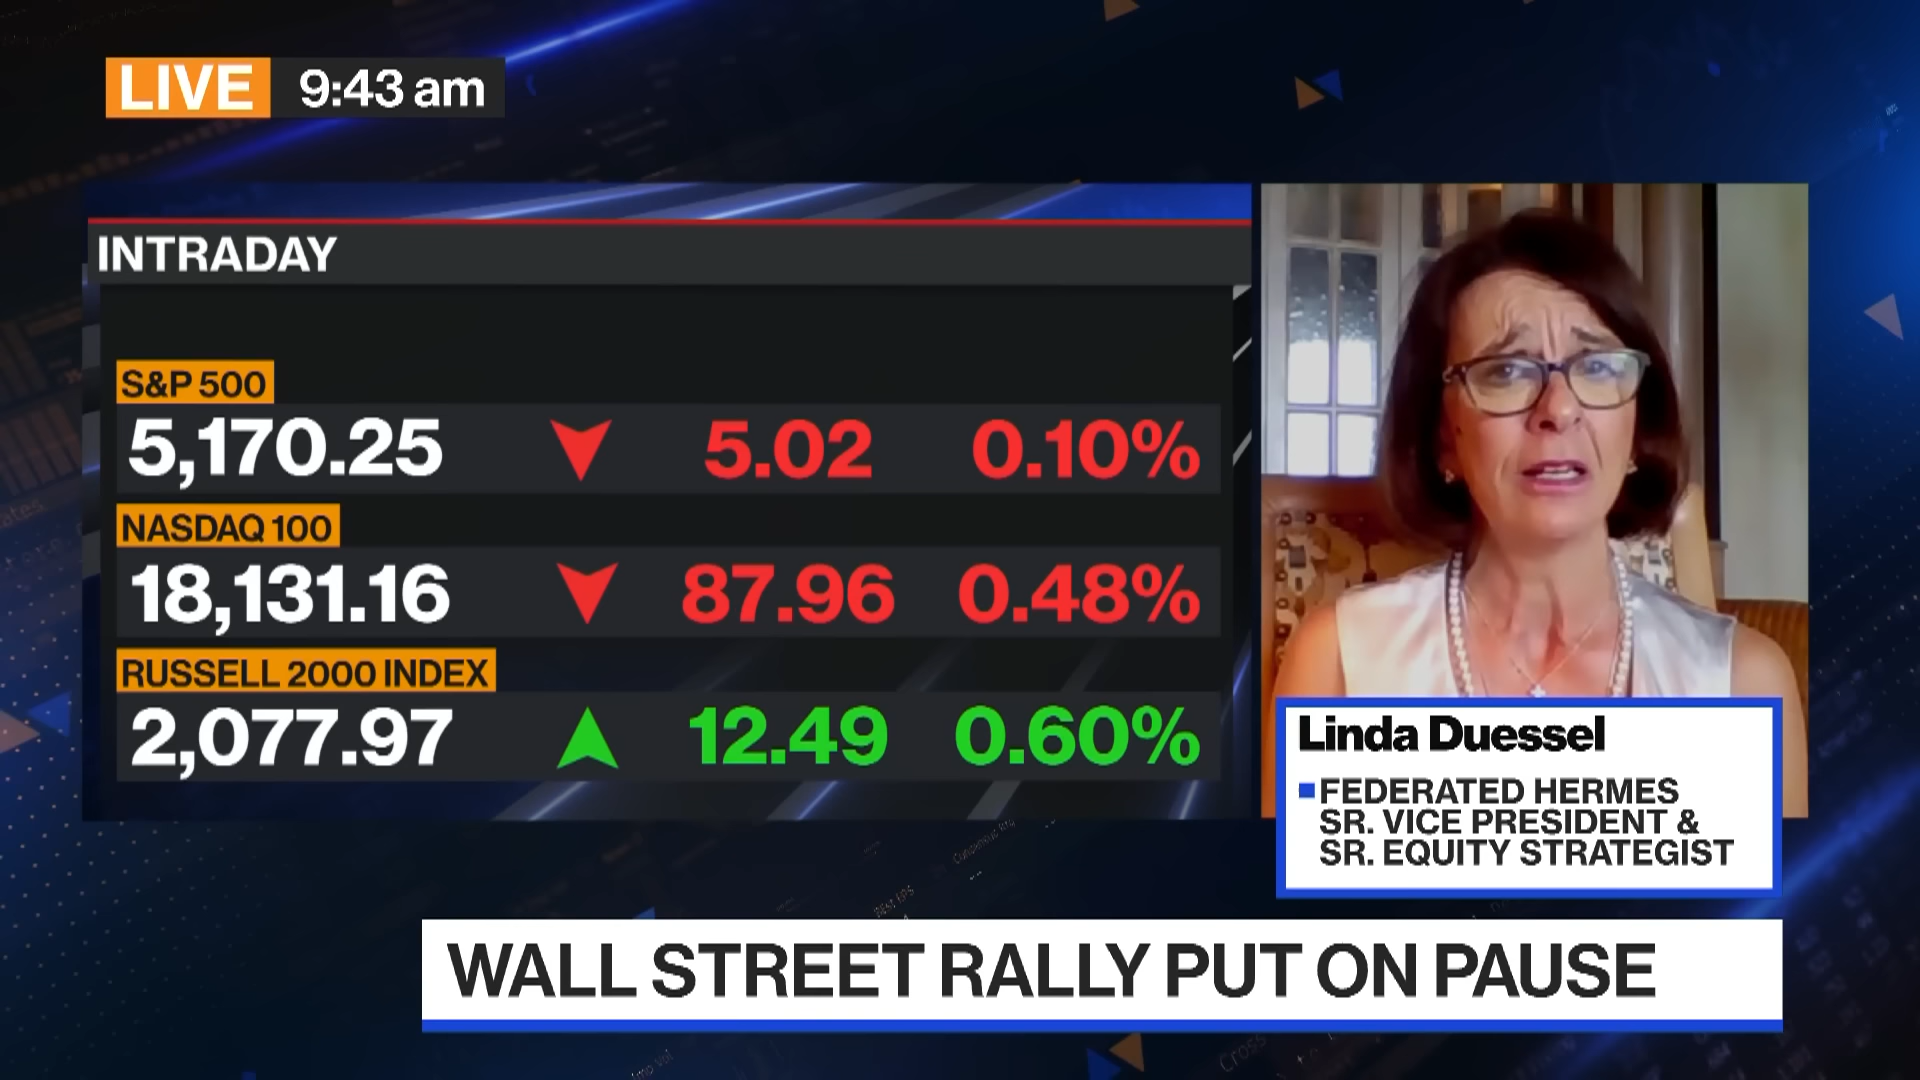 LIVE 9:43 am
INTRADAY
S&P 500
5,170.25 ▼ 5.02 0.10%
NASDAQ 100
18,131.16 ▼ 87.96 0.48%
RUSSELL 2000 INDEX
2,077.97 ▲ 12.49 0.60%
Linda Duessel
FEDERATED HERMES
SR. VICE PRESIDENT &
SR. EQUITY STRATEGIST
WALL STREET RALLY PUT ON PAUSE
Cross